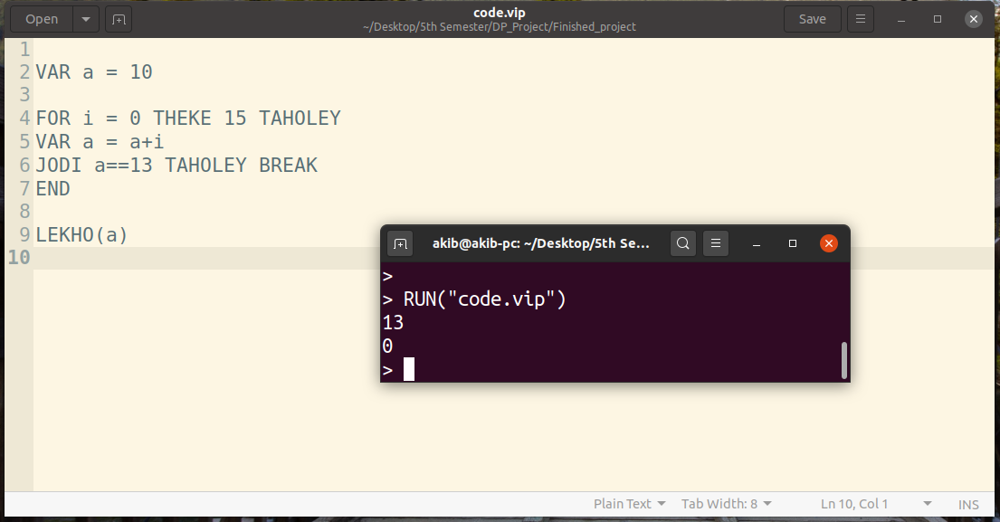 Open
code.vip
~/Desktop/5th Semester/DP_Project/Finished_project
Save
1
2 VAR a = 10
3
4 FOR i = 0 THEKE 15 TAHOLEY
5 VAR a = a+i
6 JODI a==13 TAHOLEY BREAK
7 END
8
9 LEKHO(a)
10
akib@akib-pc: ~/Desktop/5th Se...
>
> RUN("code.vip")
13
0
>
Plain Text Tab Width: 8 Ln 10, Col 1 INS